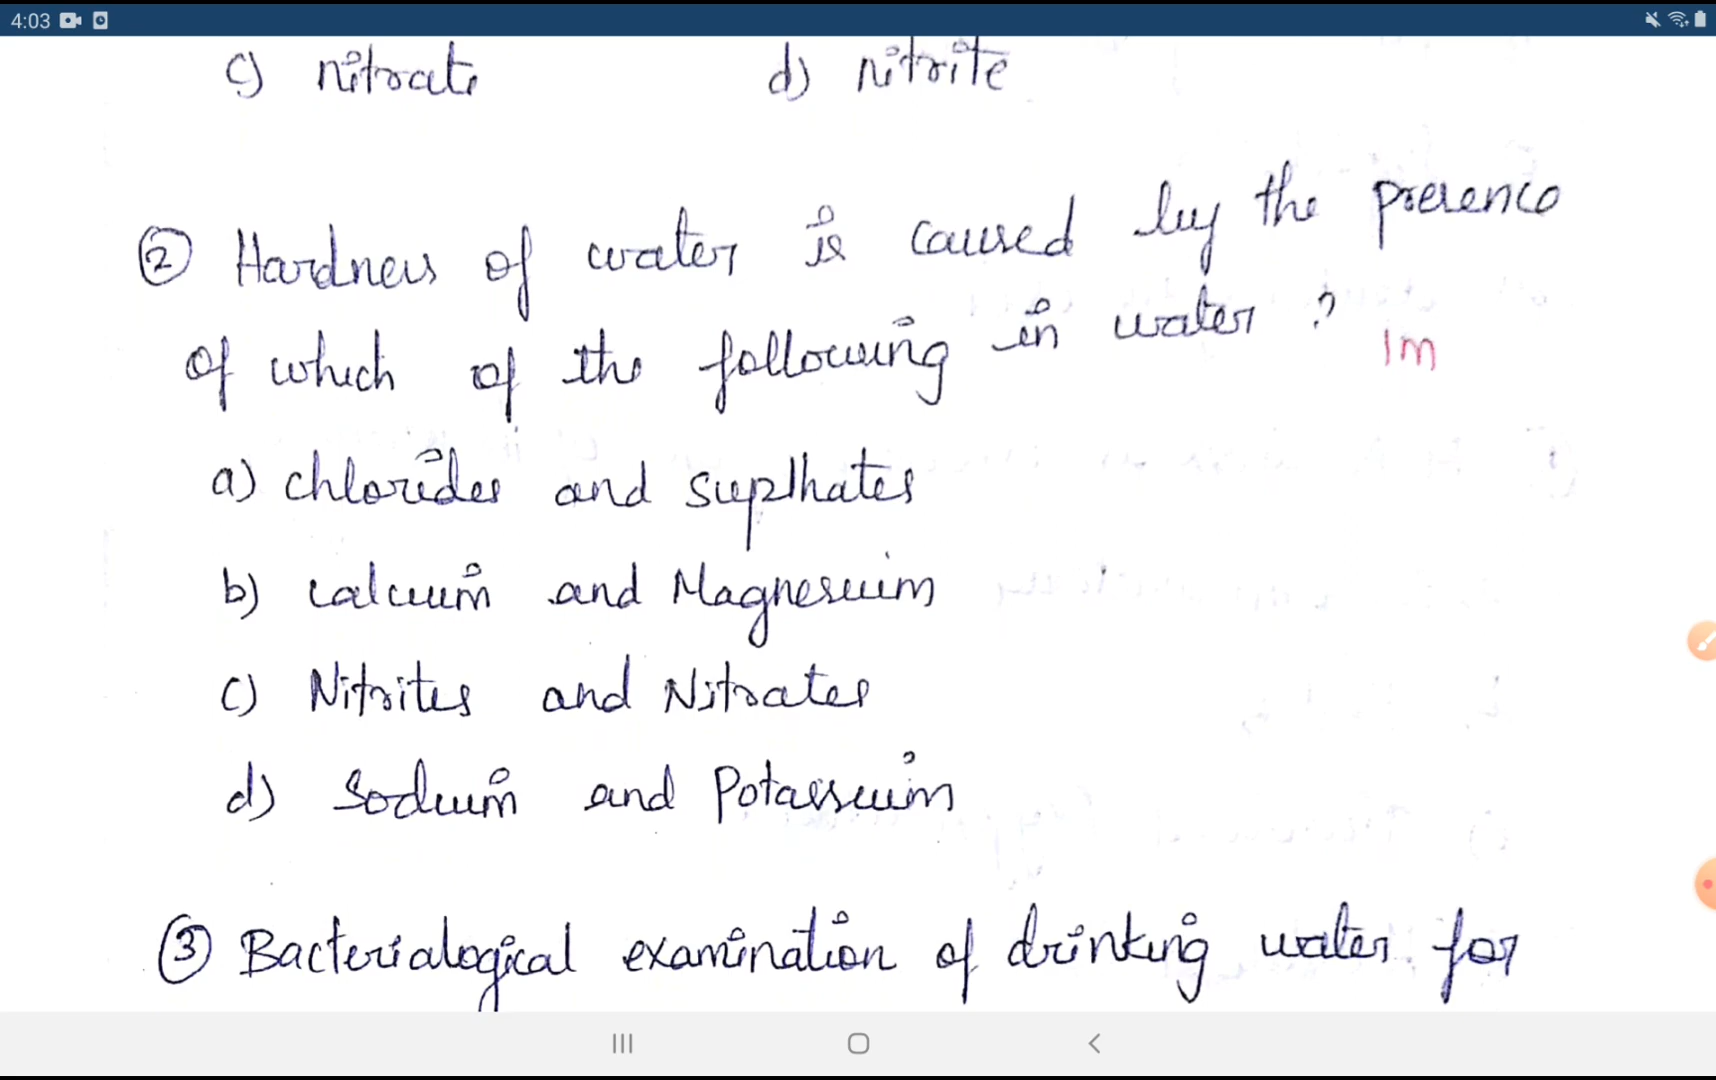 4:03
c) nitrate
d) nitrite
② Hardness of water is caused by the presence
of which of the following in water ? 1m
a) chlorides and suplhates
b) calcium and Magnesium
c) Nitrites and Nitrates
d) Sodium and Potassium
③ Bacterialogical examination of drinking water for